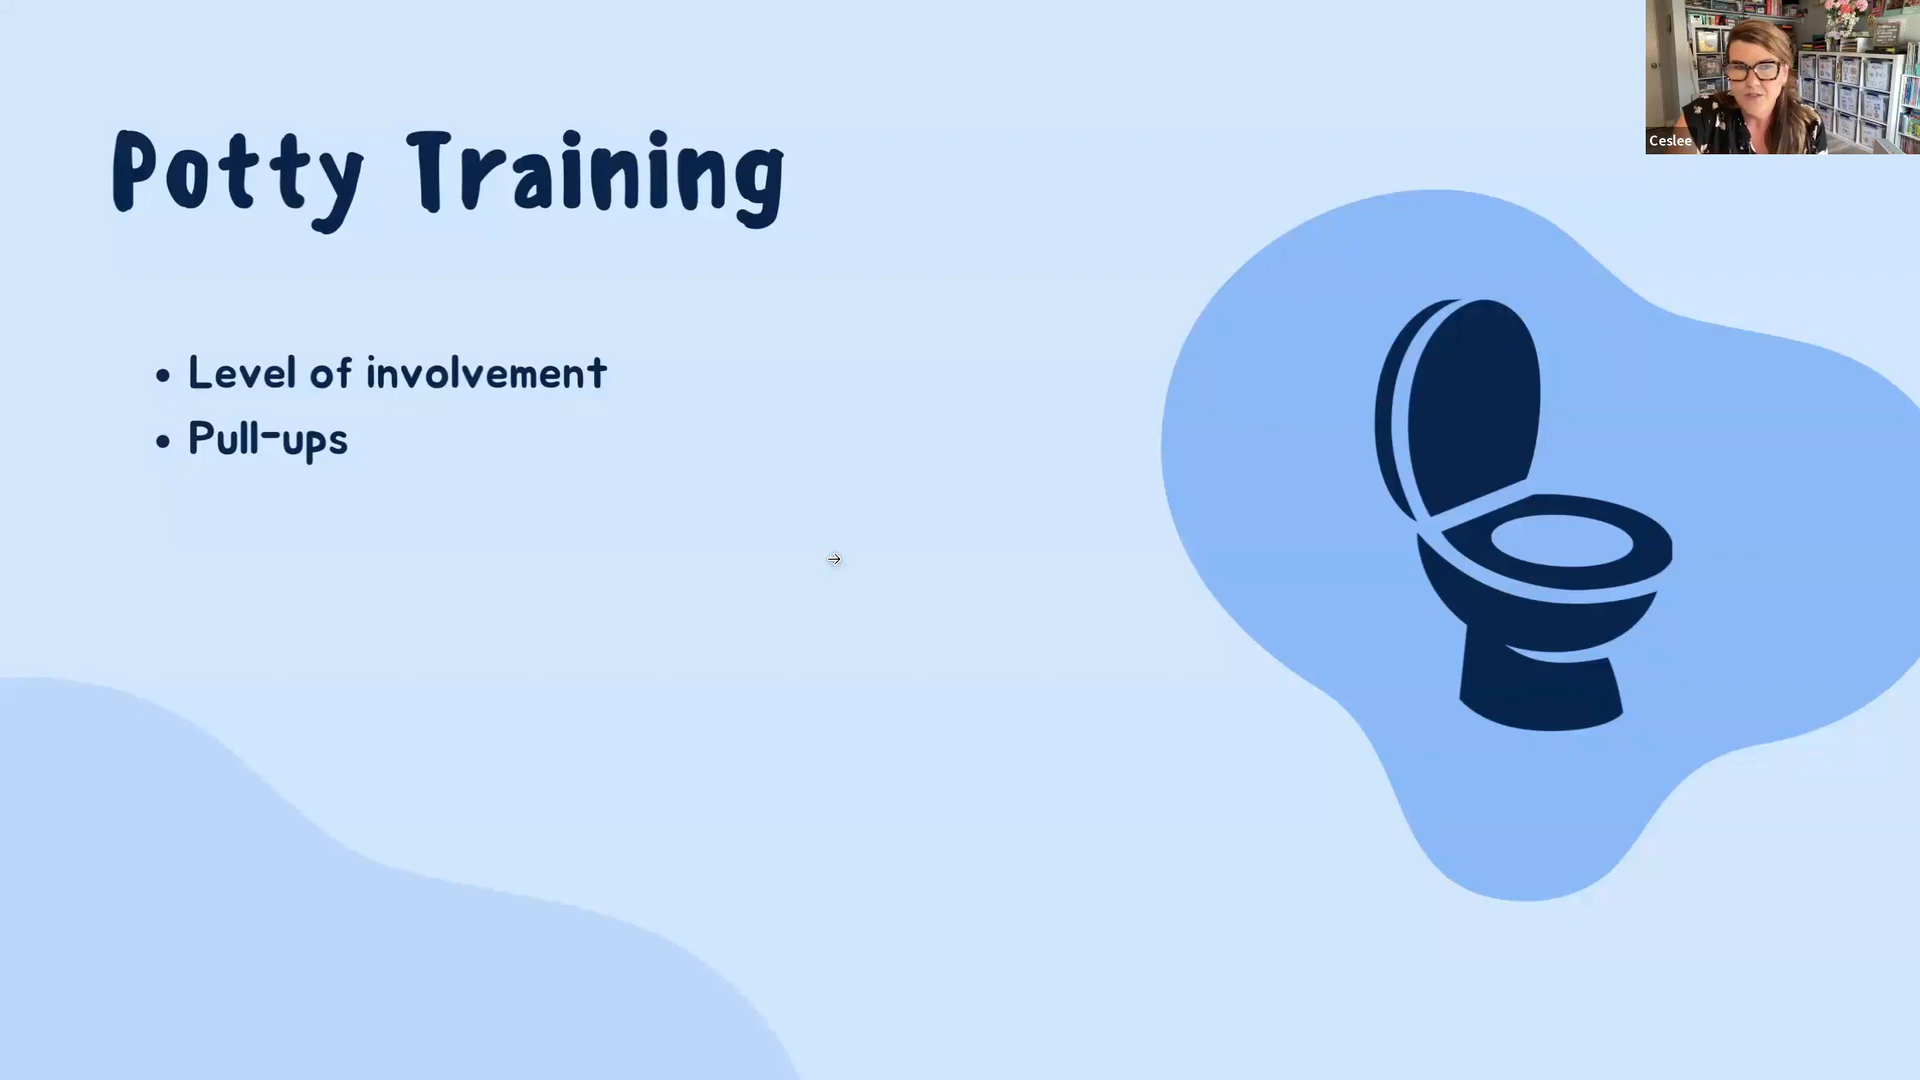 Potty Training
• Level of involvement
• Pull-ups
Ceslee